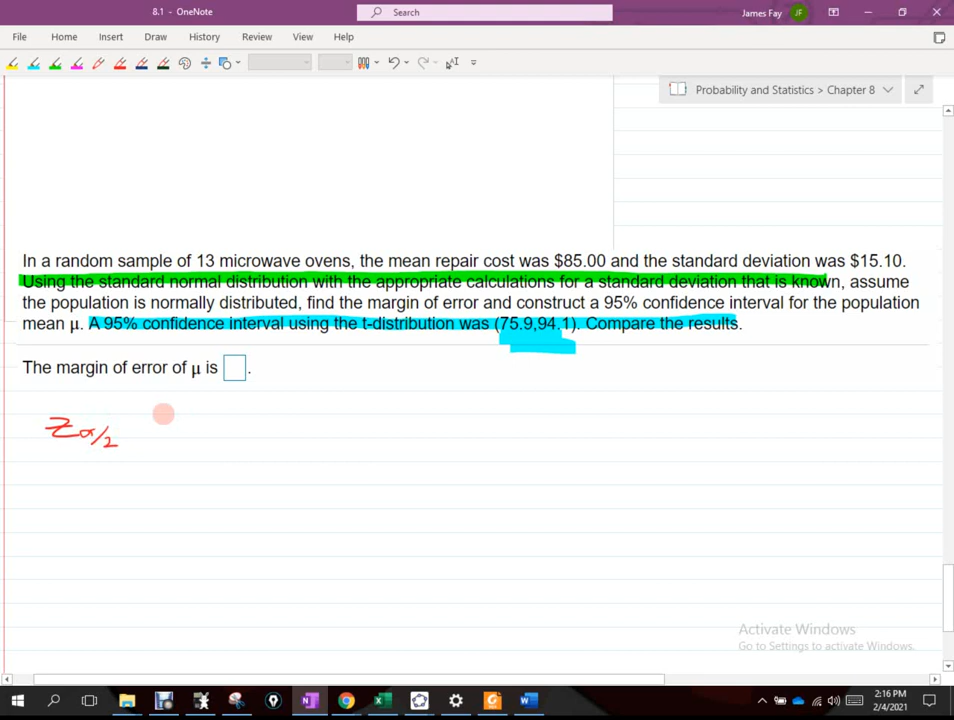 8.1 - OneNote
Search
James Fay
JF
File Home Insert Draw History Review View Help
Probability and Statistics > Chapter 8
In a random sample of 13 microwave ovens, the mean repair cost was $85.00 and the standard deviation was $15.10.
Using the standard normal distribution with the appropriate calculations for a standard deviation that is known, assume
the population is normally distributed, find the margin of error and construct a 95% confidence interval for the population
mean μ. A 95% confidence interval using the t-distribution was (75.9,94.1). Compare the results.
The margin of error of μ is .
Zα/2
Activate Windows
Go to Settings to activate Windows.
2:16 PM
2/4/2021